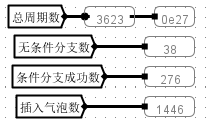 总周期数 3623 0e27
无条件分支数 38
条件分支成功数 276
插入气泡数 1446